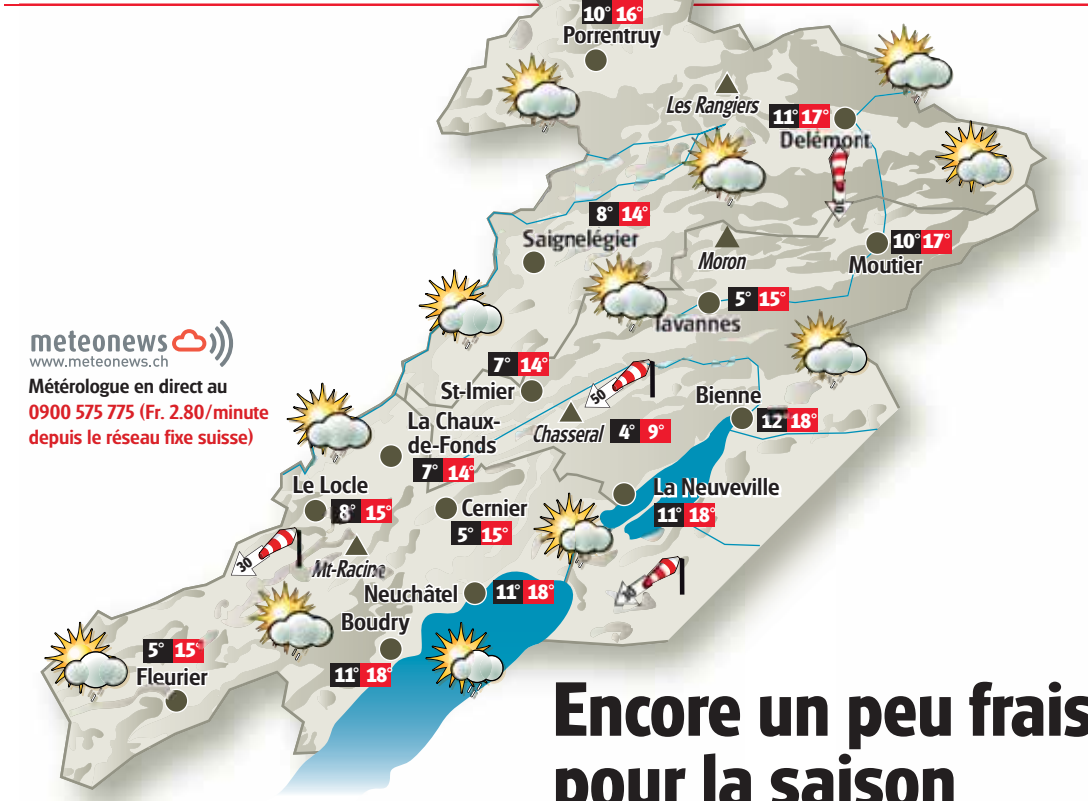 10° 16°
Porrentruy
Les Rangiers
11° 17°
Delémont
8° 14°
Saignelégier
10° 17°
Moutier
Moron
5° 15°
Tavannes
meteonews
www.meteonews.ch
Météorologue en direct au
0900 575 775 (Fr. 2.80/minute
depuis le réseau fixe suisse)
7° 14°
St-Imier
50
Chasseral 4° 9°
Bienne
12 18°
La Chaux-
de-Fonds
7° 14°
Le Locle
8° 15°
Cernier
5° 15°
La Neuveville
11° 18°
30
Mt-Racine
Neuchâtel 11° 18°
Boudry
11° 18°
5° 15°
Fleurier
Encore un peu frais
pour la saison